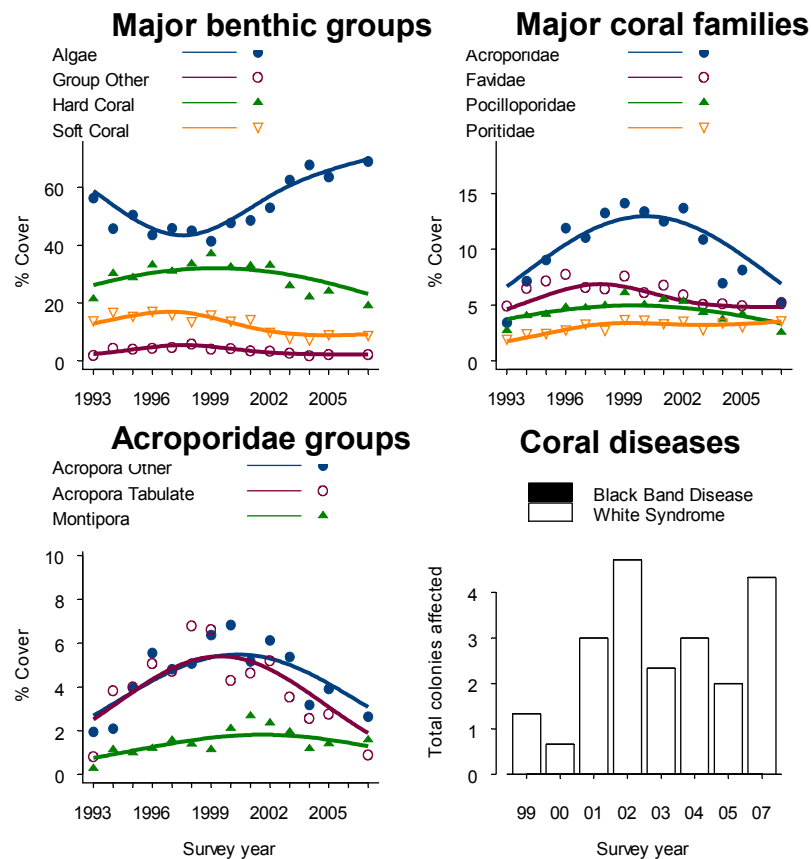 Major benthic groups
Algae
Group Other
Hard Coral
Soft Coral
% Cover
60
40
20
0
1993 1996 1999 2002 2005
Major coral families
Acroporidae
Favidae
Pocilloporidae
Poritidae
% Cover
15
10
5
0
1993 1996 1999 2002 2005
Acroporidae groups
Acropora Other
Acropora Tabulate
Montipora
% Cover
10
8
6
4
2
0
1993 1996 1999 2002 2005
Survey year
Coral diseases
Black Band Disease
White Syndrome
Total colonies affected
4
3
2
1
0
99 00 01 02 03 04 05 07
Survey year